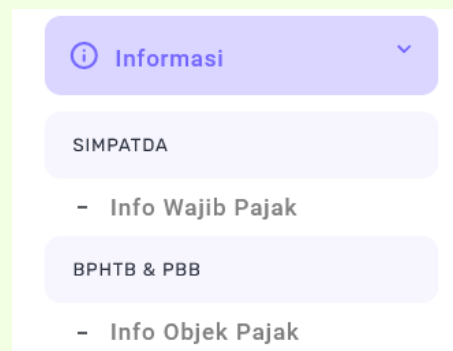 Informasi
SIMPATDA
- Info Wajib Pajak
BPHTB & PBB
- Info Objek Pajak